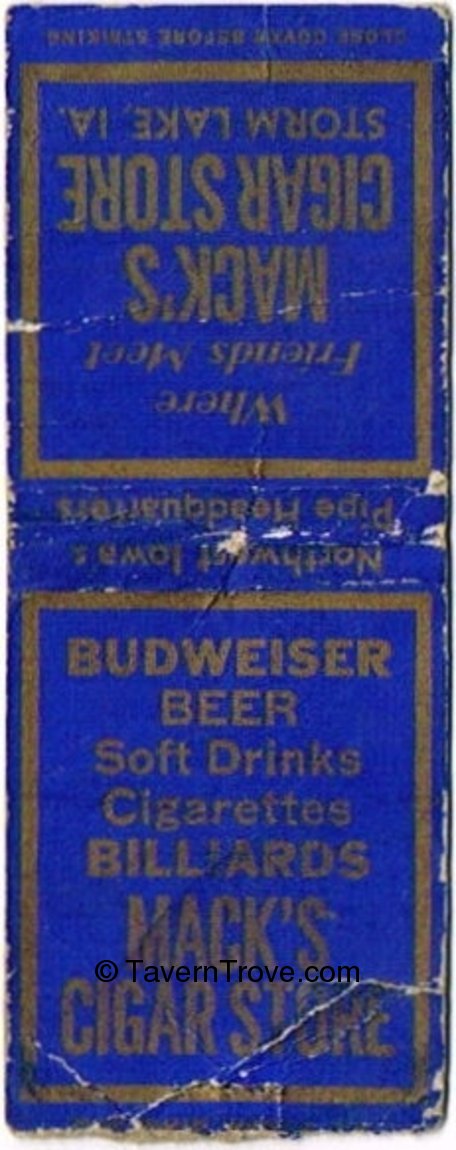 CLOSE COVER BEFORE STRIKING
Where
Friends Meet
MACK'S
CIGAR STORE
STORM LAKE, IA.
Northwest Iowa's
Pipe Headquarters
BUDWEISER
BEER
Soft Drinks
Cigarettes
BILLIARDS
MACK'S
© TavernTrove.com
CIGAR STORE